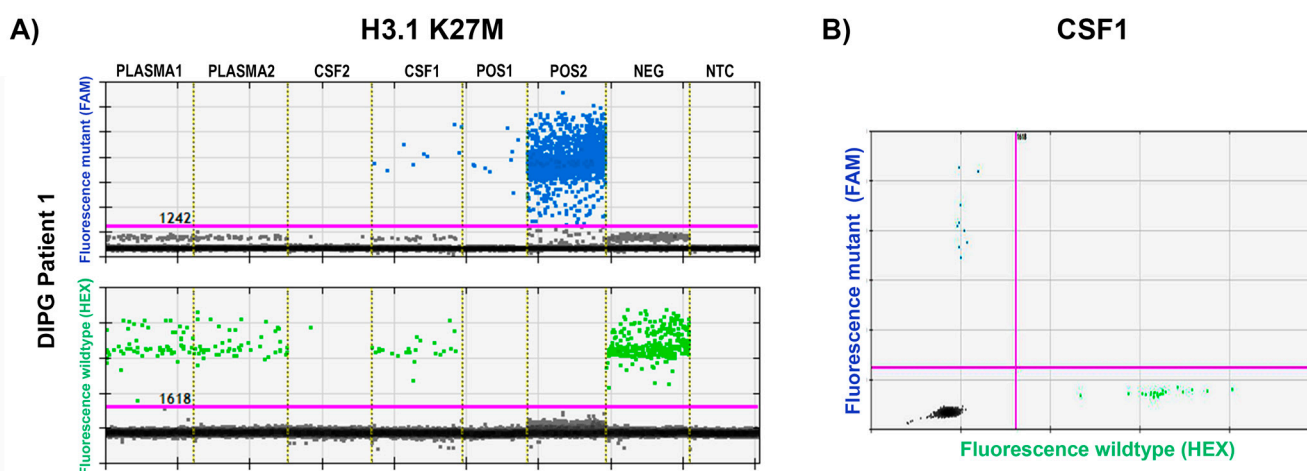 A)
H3.1 K27M
B)
CSF1
PLASMA1 PLASMA2 CSF2 CSF1 POS1 POS2 NEG NTC
DIPG Patient 1
Fluorescence mutant (FAM)
1242
Fluorescence wildtype (HEX)
1618
Fluorescence mutant (FAM)
Fluorescence wildtype (HEX)